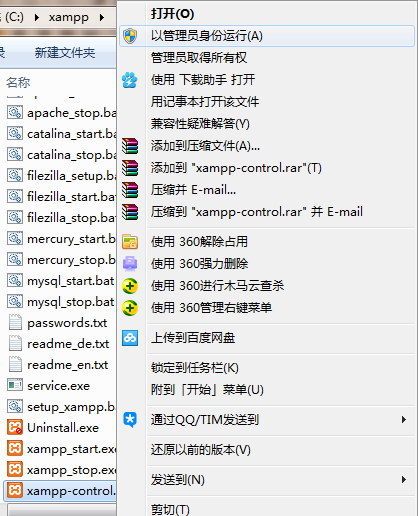 (C:) ▸ xampp ▸
新建文件夹
名称
apache_stop.ba
catalina_start.ba
catalina_stop.ba
filezilla_setup.ba
filezilla_start.bat
filezilla_stop.bat
mercury_start.b
mercury_stop.b
mysql_start.bat
mysql_stop.bat
passwords.txt
readme_de.txt
readme_en.txt
service.exe
setup_xampp.ba
Uninstall.exe
xampp_start.exe
xampp_stop.exe
xampp-control.
打开(O)
以管理员身份运行(A)
管理员取得所有权
使用 下载助手 打开
用记事本打开该文件
兼容性疑难解答(Y)
添加到压缩文件(A)...
添加到 "xampp-control.rar"(T)
压缩并 E-mail...
压缩到 "xampp-control.rar" 并 E-mail
使用 360解除占用
使用 360强力删除
使用 360进行木马云查杀
使用 360管理右键菜单
上传到百度网盘
锁定到任务栏(K)
附到「开始」菜单(U)
通过QQ/TIM发送到
还原以前的版本(V)
发送到(N)
剪切(T)